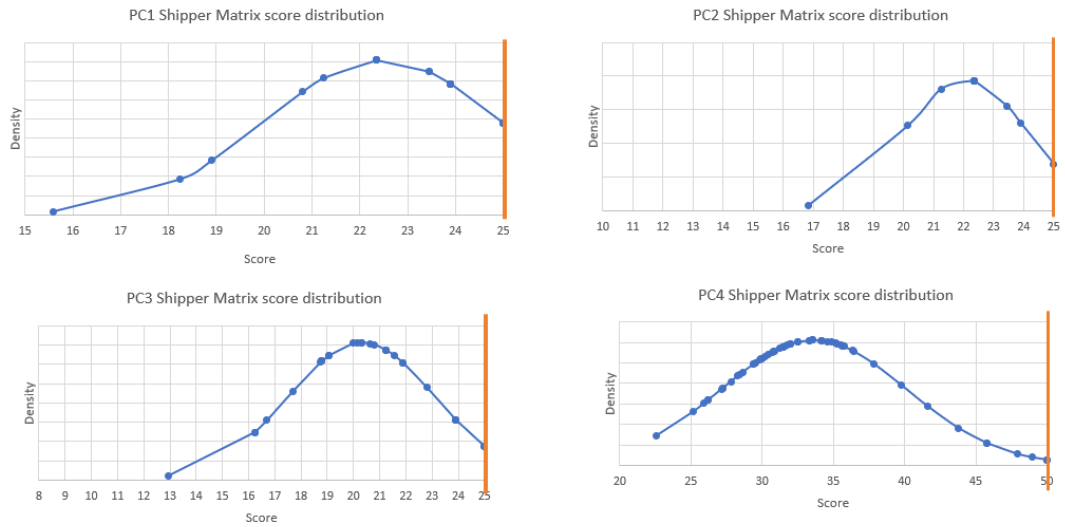 PC1 Shipper Matrix score distribution
Density
15 16 17 18 19 20 21 22 23 24 25
Score
PC2 Shipper Matrix score distribution
Density
10 11 12 13 14 15 16 17 18 19 20 21 22 23 24 25
Score
PC3 Shipper Matrix score distribution
Density
8 9 10 11 12 13 14 15 16 17 18 19 20 21 22 23 24 25
Score
PC4 Shipper Matrix score distribution
Density
20 25 30 35 40 45 50
Score